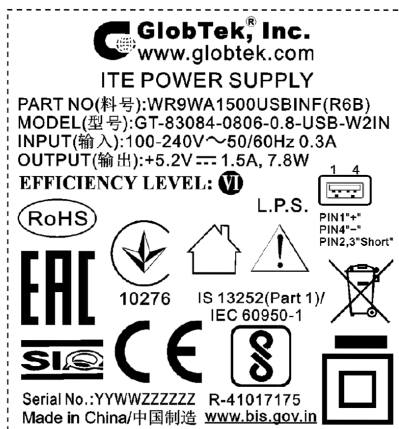 GlobTek®, Inc.
www.globtek.com
ITE POWER SUPPLY
PART NO(料号):WR9WA1500USBINF(R6B)
MODEL(型号):GT-83084-0806-0.8-USB-W2IN
INPUT(输入):100-240V～50/60Hz 0.3A
OUTPUT(输出):+5.2V⎓1.5A, 7.8W
EFFICIENCY LEVEL: VI
1 4
L.P.S.
RoHS
PIN1"+"
PIN4"−"
PIN2,3"Short"
EAC
10276
IS 13252(Part 1)/
IEC 60950-1
SIQ
CE
Serial No.:YYWWZZZZZZ R-41017175
Made in China/中国制造 www.bis.gov.in